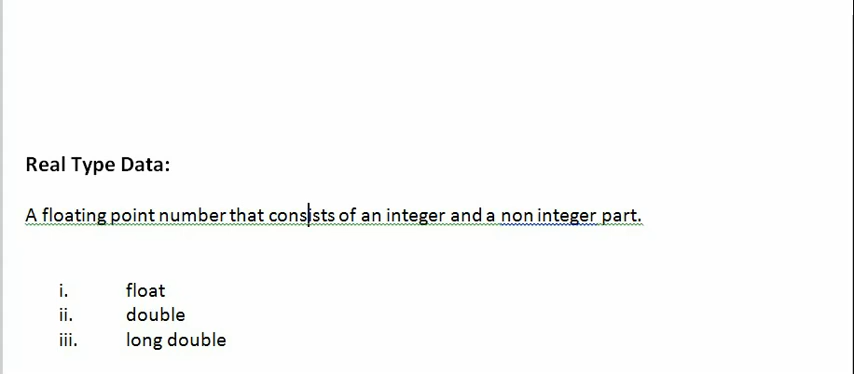 Real Type Data:
A floating point number that consists of an integer and a non integer part.
i. float
ii. double
iii. long double